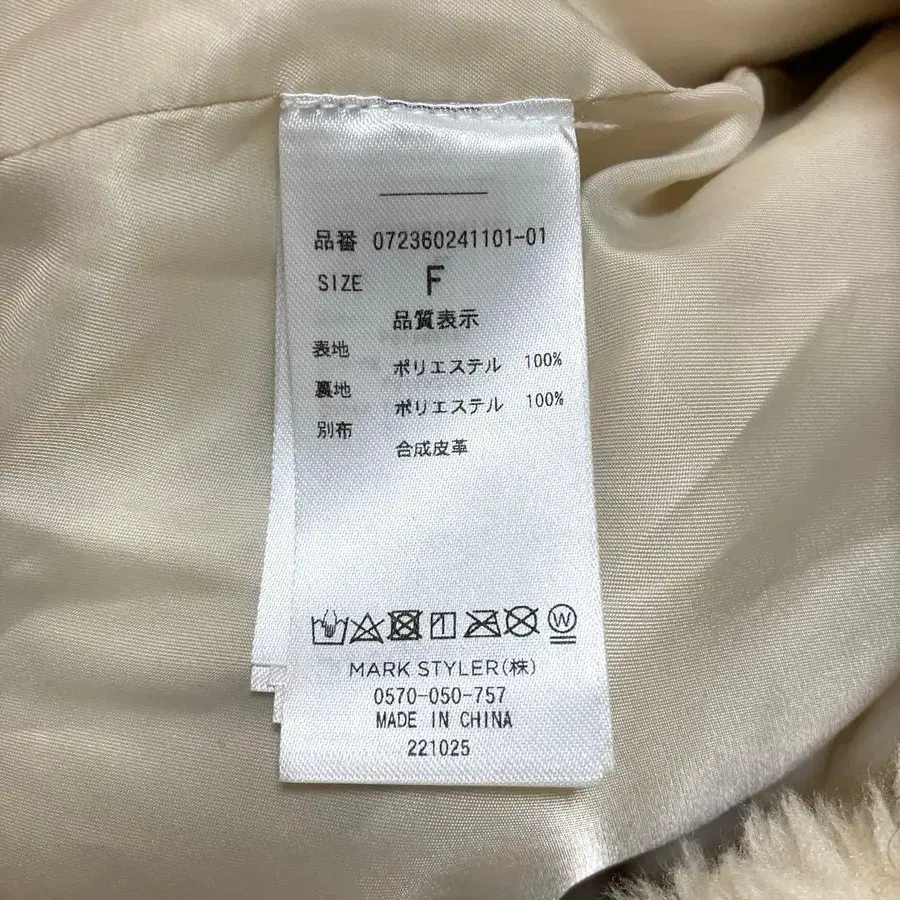 品番 072360241101-01
SIZE F
品質表示
表地 ポリエステル 100%
裏地 ポリエステル 100%
別布 合成皮革
W
MARK STYLER(株)
0570-050-757
MADE IN CHINA
221025